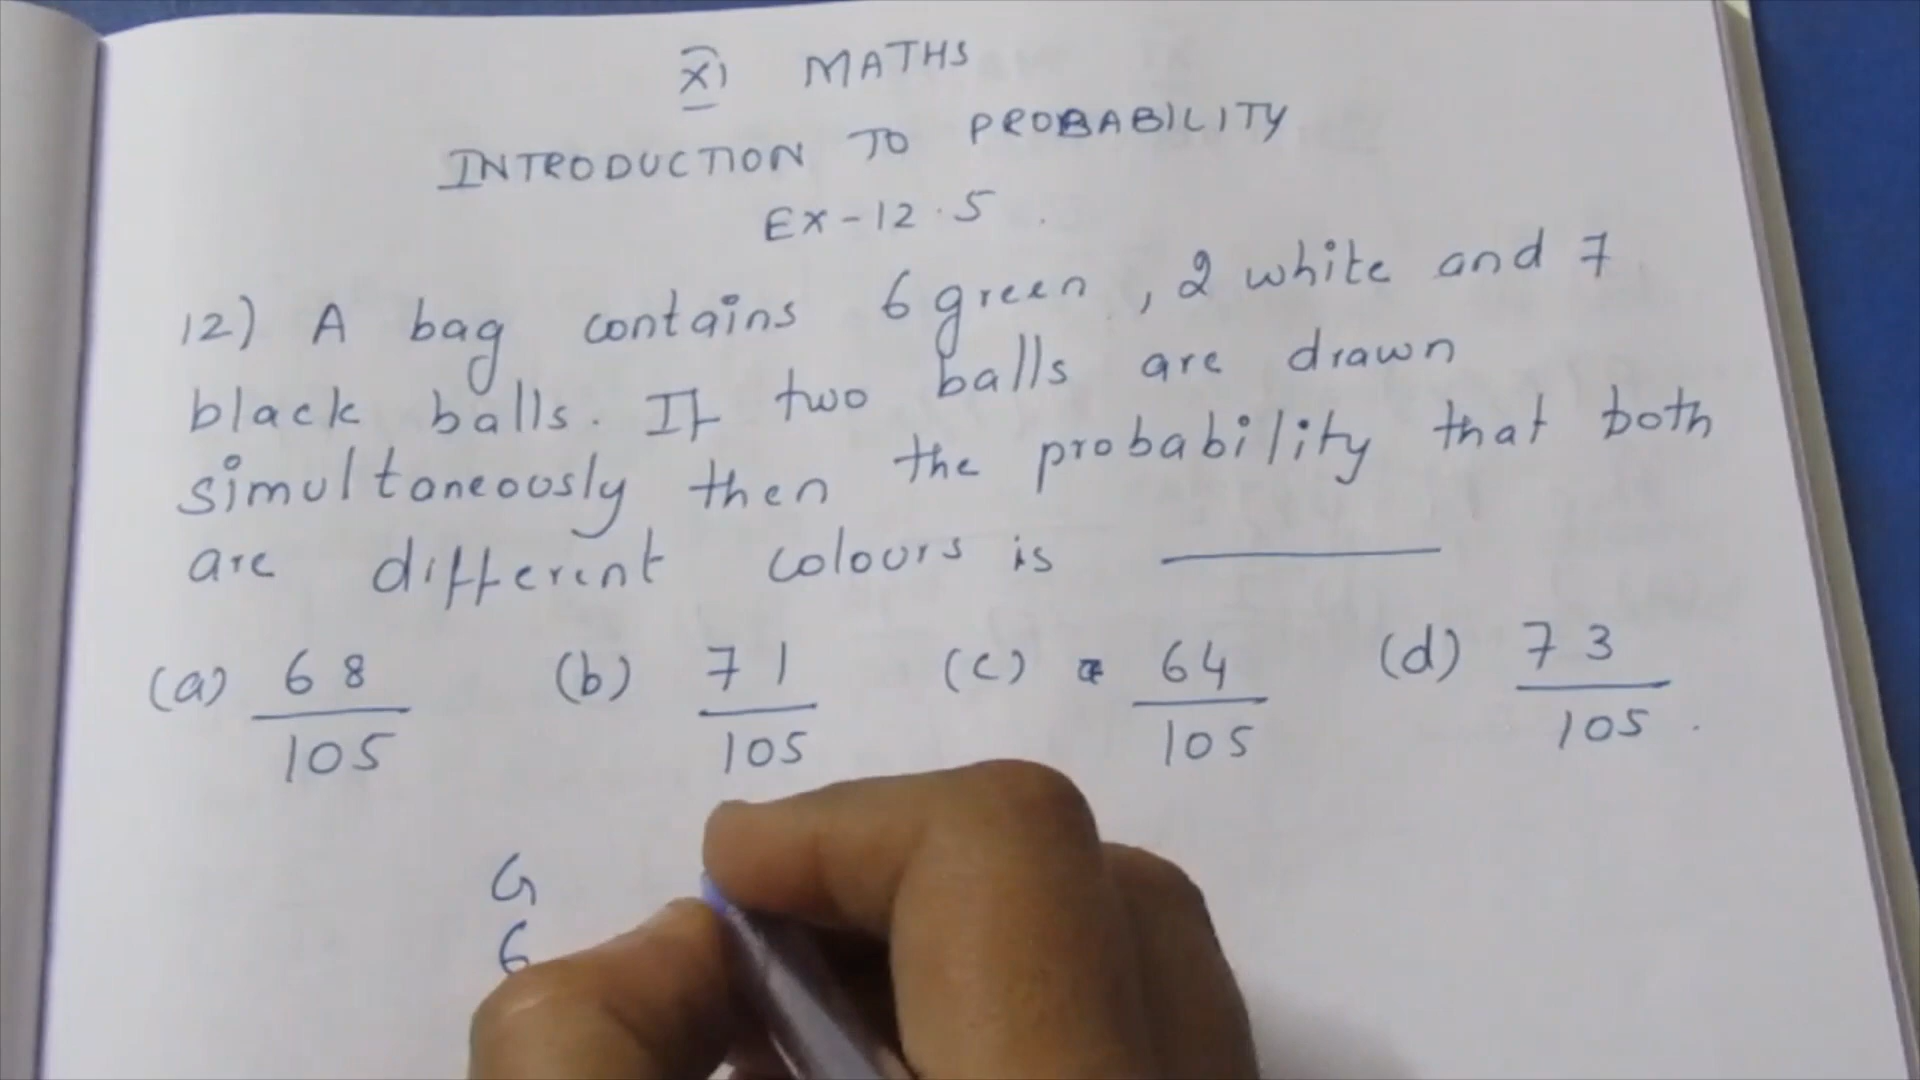 XI MATHS
INTRODUCTION TO PROBABILITY
EX-12.5
12) A bag contains 6 green, 2 white and 7
black balls. If two balls are drawn
simultaneously then the probability that both
are different colours is
(a) 68/105 (b) 71/105 (c) 64/105 (d) 73/105.
G
6